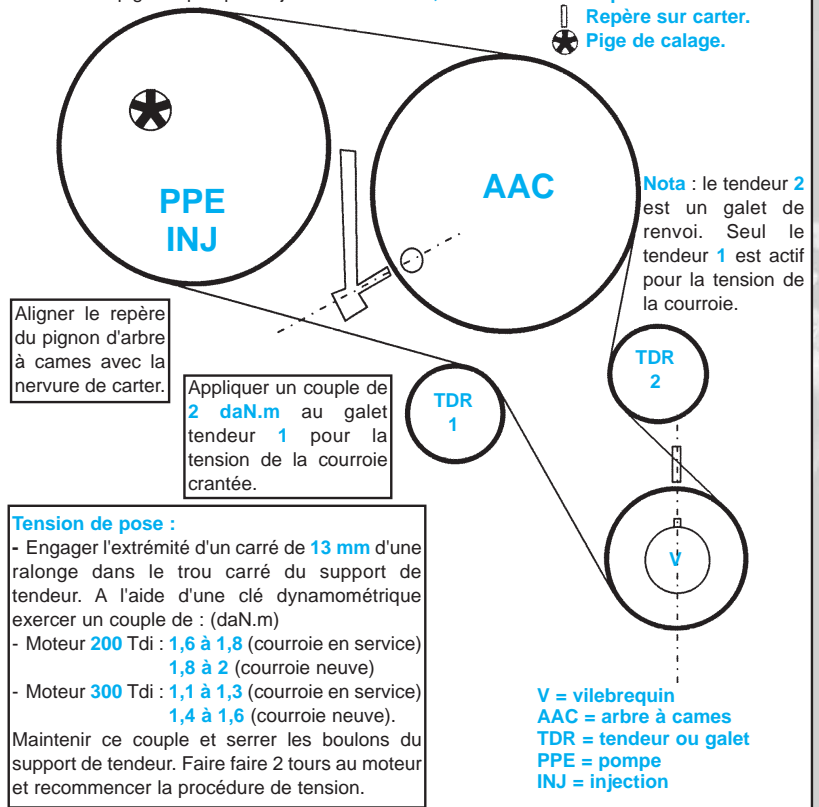 Repère sur carter.
Pige de calage.
PPE
INJ
AAC
Nota : le tendeur 2
est un galet de
renvoi. Seul le
tendeur 1 est actif
pour la tension de
la courroie.
Aligner le repère
du pignon d'arbre
à cames avec la
nervure de carter.
Appliquer un couple de
2 daN.m au galet
tendeur 1 pour la
tension de la courroie
crantée.
TDR
1
TDR
2
V
Tension de pose :
- Engager l'extrémité d'un carré de 13 mm d'une
ralonge dans le trou carré du support de
tendeur. A l'aide d'une clé dynamométrique
exercer un couple de : (daN.m)
- Moteur 200 Tdi : 1,6 à 1,8 (courroie en service)
1,8 à 2 (courroie neuve)
- Moteur 300 Tdi : 1,1 à 1,3 (courroie en service)
1,4 à 1,6 (courroie neuve).
Maintenir ce couple et serrer les boulons du
support de tendeur. Faire faire 2 tours au moteur
et recommencer la procédure de tension.
V = vilebrequin
AAC = arbre à cames
TDR = tendeur ou galet
PPE = pompe
INJ = injection